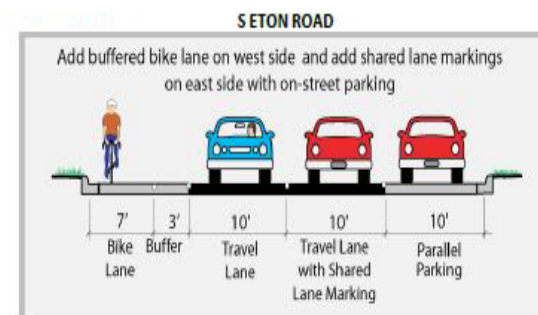 S ETON ROAD
Add buffered bike lane on west side and add shared lane markings
on east side with on-street parking
7' 3' 10' 10' 10'
Bike Buffer Travel Travel Lane Parallel
Lane Lane with Shared Parking
Lane Marking